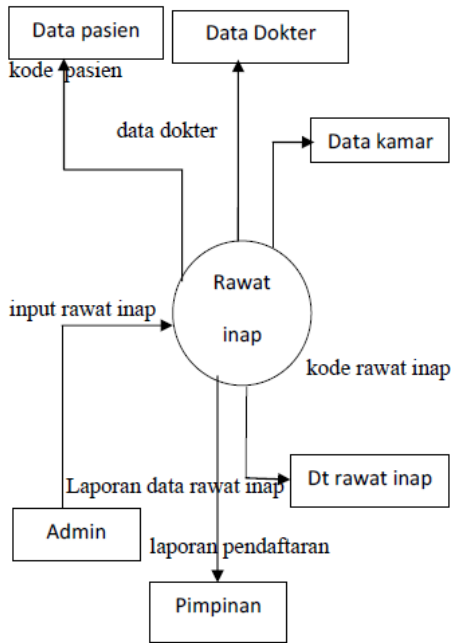 Data pasien
Data Dokter
kode pasien
data dokter
Data kamar
Rawat
inap
input rawat inap
kode rawat inap
Laporan data rawat inap
Dt rawat inap
Admin
laporan pendaftaran
Pimpinan